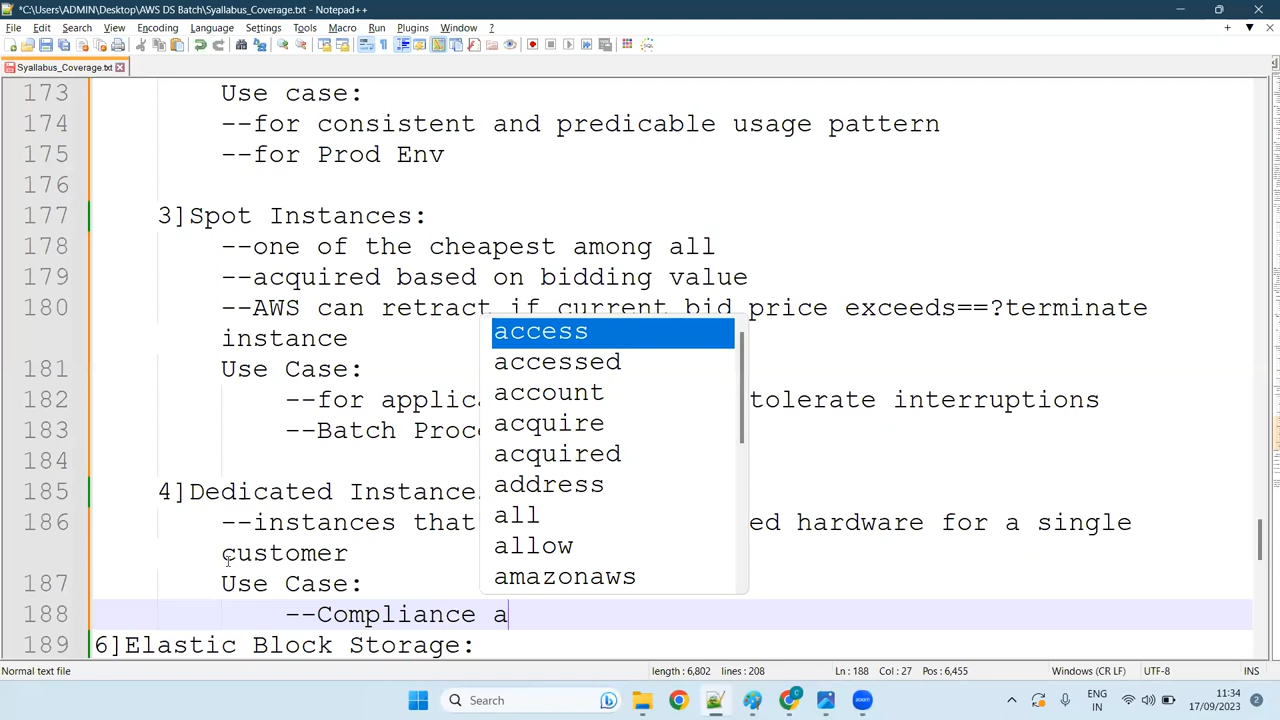 *C:\Users\ADMIN\Desktop\AWS DS Batch\Syallabus_Coverage.txt - Notepad++
File Edit Search View Encoding Language Settings Tools Macro Run Plugins Window ?
Syallabus_Coverage.txt
173 Use case:
174 --for consistent and predicable usage pattern
175 --for Prod Env
176
177 3]Spot Instances:
178 --one of the cheapest among all
179 --acquired based on bidding value
180 --AWS can retract if current bid price exceeds==?terminate
instance
181 Use Case:
182 --for applica tolerate interruptions
183 --Batch Proce
184
185 4]Dedicated Instance
186 --instances that ed hardware for a single
customer
187 Use Case:
188 --Compliance a
189 6]Elastic Block Storage:
access
accessed
account
acquire
acquired
address
all
allow
amazonaws
Normal text file length : 6,802 lines : 208 Ln : 188 Col : 27 Pos : 6,455 Windows (CR LF) UTF-8 INS
Search
ENG
IN
11:34
17/09/2023